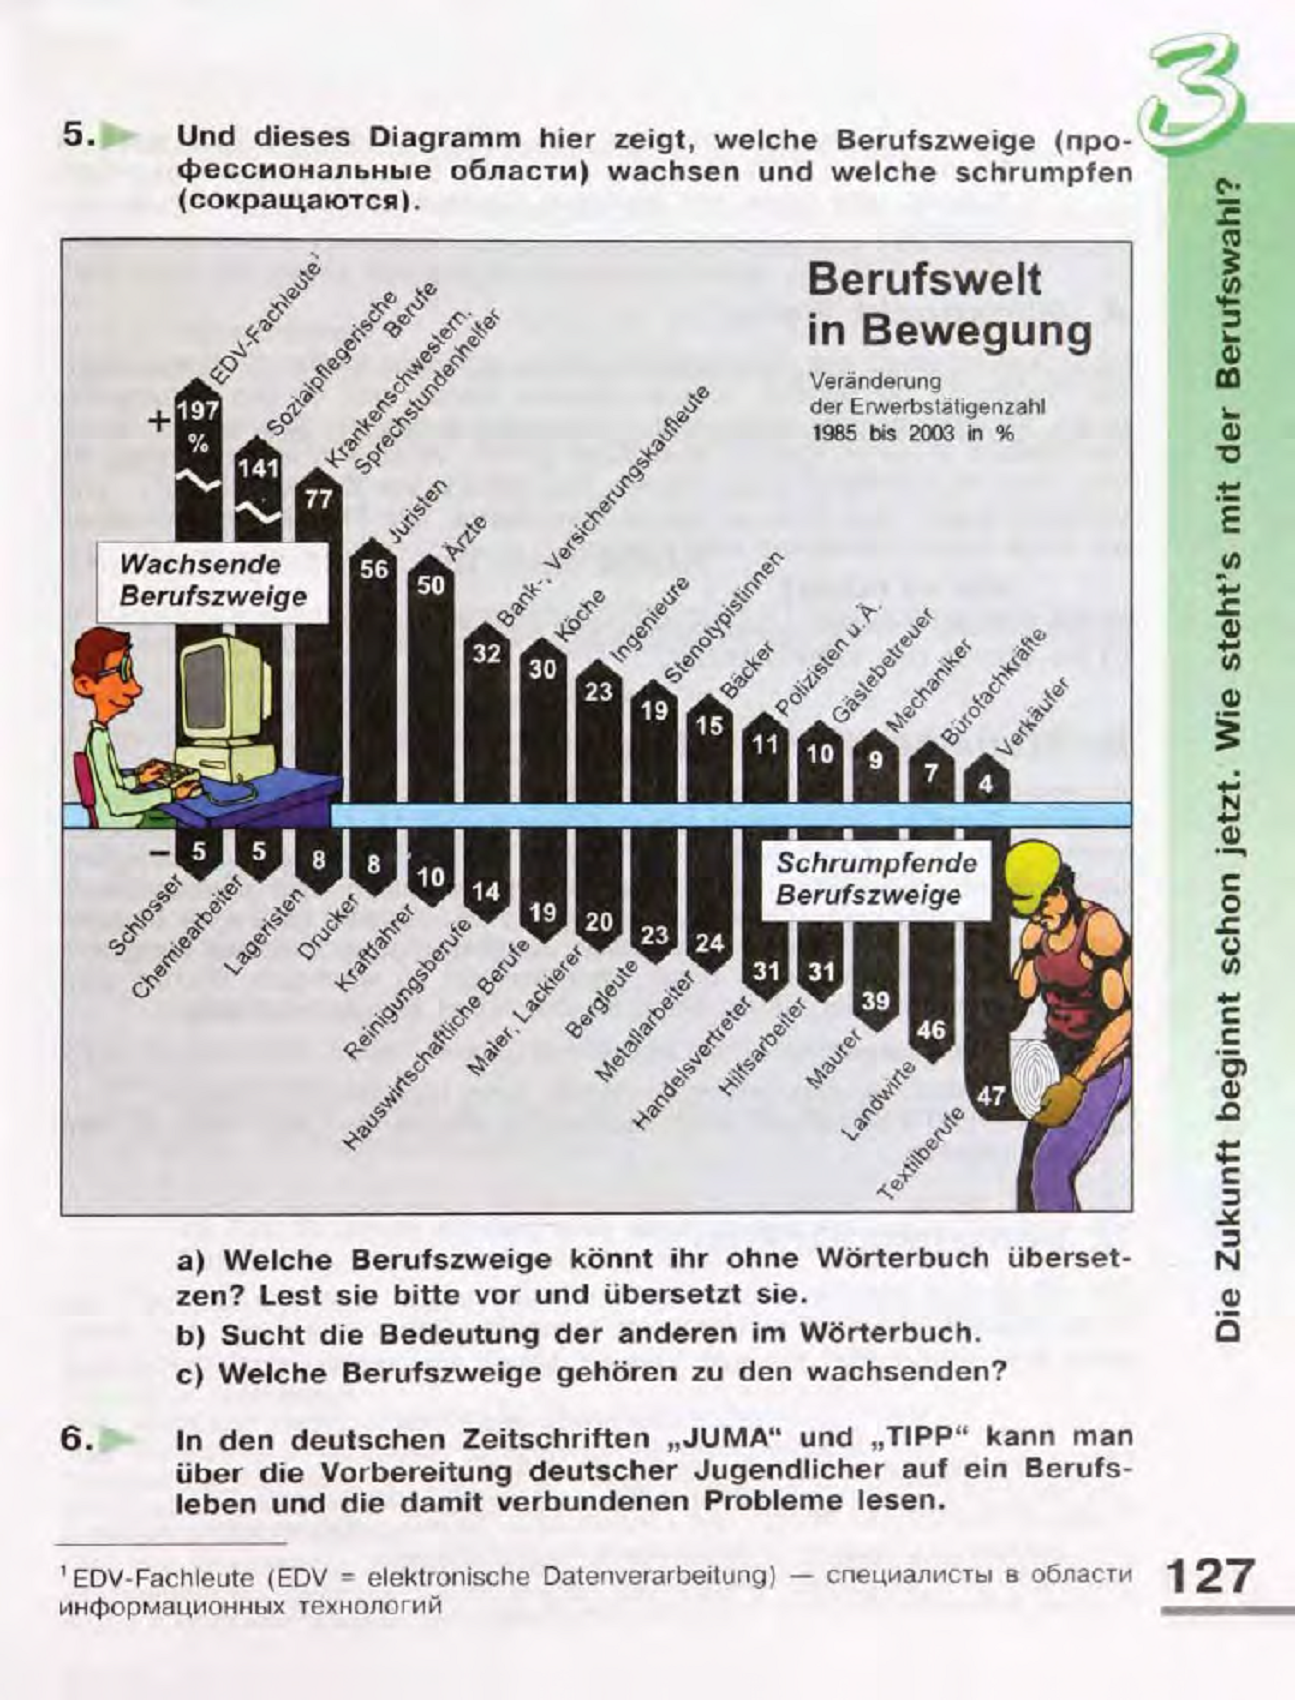 3
5. Und dieses Diagramm hier zeigt, welche Berufszweige (про-
фессиональные области) wachsen und welche schrumpfen
(сокращаются).
Berufswelt
in Bewegung
Veränderung
der Erwerbstätigenzahl
1985 bis 2003 in %
EDV-Fachleute¹
Sozialpflegerische
Berufe
Krankenschwestern,
Sprechstundenhelfer
Juristen
Ärzte
Bank-, Versicherungskaufleute
Köche
Ingenieure
Stenotypistinnen
Bäcker
Polizisten u. Ä.
Gästebetreuer
Mechaniker
Bürofachkräfte
Verkäufer
+ 197
%
141
77
56
50
32
30
23
19
15
11
10
9
7
4
Wachsende
Berufszweige
– 5
5
8
8
10
14
19
20
23
24
31
31
39
46
47
Schrumpfende
Berufszweige
Schlosser
Chemiearbeiter
Lageristen
Drucker
Kraftfahrer
Reinigungsberufe
Hauswirtschaftliche Berufe
Maler, Lackierer
Bergleute
Metallarbeiter
Handelsvertreter
Hilfsarbeiter
Maurer
Landwirte
Textilberufe
a) Welche Berufszweige könnt ihr ohne Wörterbuch überset-
zen? Lest sie bitte vor und übersetzt sie.
b) Sucht die Bedeutung der anderen im Wörterbuch.
c) Welche Berufszweige gehören zu den wachsenden?
6. In den deutschen Zeitschriften „JUMA“ und „TIPP“ kann man
über die Vorbereitung deutscher Jugendlicher auf ein Berufs-
leben und die damit verbundenen Probleme lesen.
¹ EDV-Fachleute (EDV = elektronische Datenverarbeitung) — специалисты в области
информационных технологий
Die Zukunft beginnt schon jetzt. Wie steht's mit der Berufswahl?
127